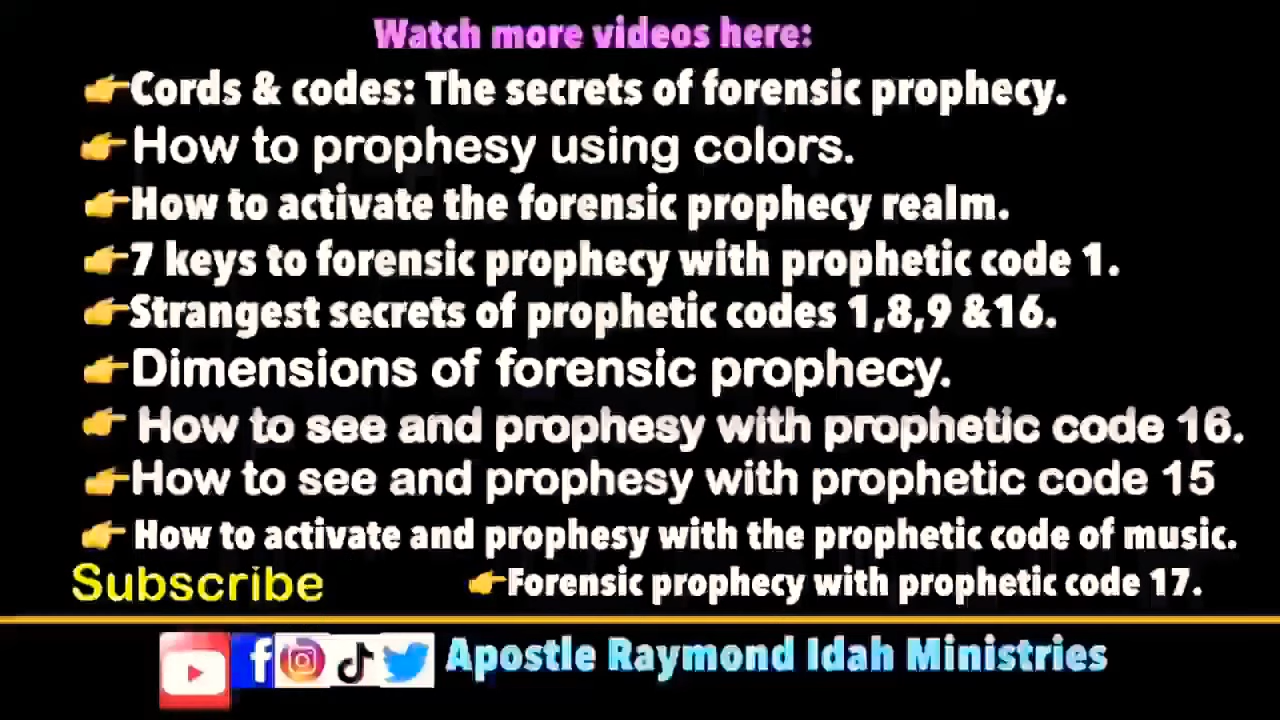 Watch more videos here:
Cords & codes: The secrets of forensic prophecy.
How to prophesy using colors.
How to activate the forensic prophecy realm.
7 keys to forensic prophecy with prophetic code 1.
Strangest secrets of prophetic codes 1,8,9 &16.
Dimensions of forensic prophecy.
How to see and prophesy with prophetic code 16.
How to see and prophesy with prophetic code 15
How to activate and prophesy with the prophetic code of music.
Subscribe
Forensic prophecy with prophetic code 17.
Apostle Raymond Idah Ministries